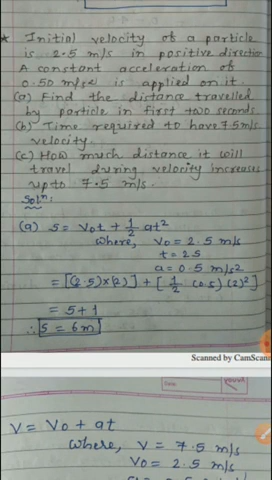 * Initial velocity of a particle
is 2.5 m/s in positive direction
A constant acceleration of
0.50 m/s² is applied on it.
(a) Find the distance travelled
by particle in first two seconds.
(b) Time required to have 7.5 m/s
velocity.
(c) How much distance it will
travel during velocity increases
upto 7.5 m/s.
Solⁿ:
(a) s = v₀t + 1/2 at²
where, v₀ = 2.5 m/s
t = 2s
a = 0.5 m/s²
= [(2.5)×(2)] + [1/2 (0.5) (2)²]
= 5+1
∴ s = 6m
Scanned by CamScan
v = v₀ + at
where, v = 7.5 m/s
v₀ = 2.5 m/s